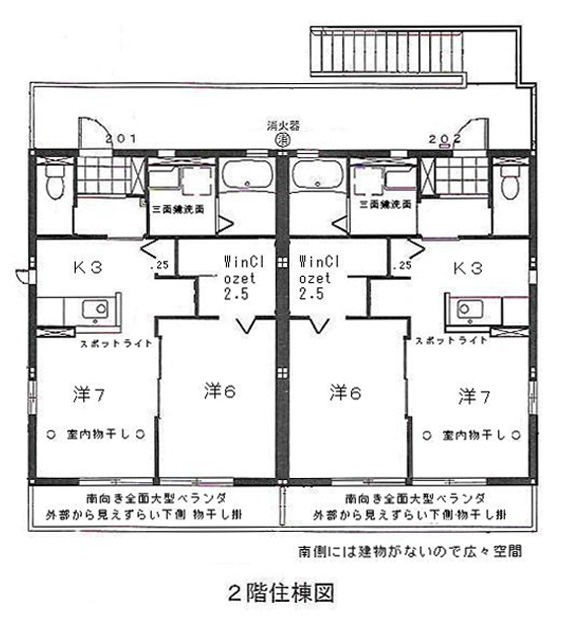 消火器
消
201
202
三面鏡洗面
三面鏡洗面
K3
.25
WinCl
ozet
2.5
WinCl
ozet
2.5
.25
K3
スポットライト
スポットライト
洋7
洋6
洋6
洋7
室内物干し
室内物干し
南向き全面大型ベランダ
外部から見えずらい下側 物干し掛
南向き全面大型ベランダ
外部から見えずらい下側 物干し掛
南側には建物がないので広々空間
２階住棟図